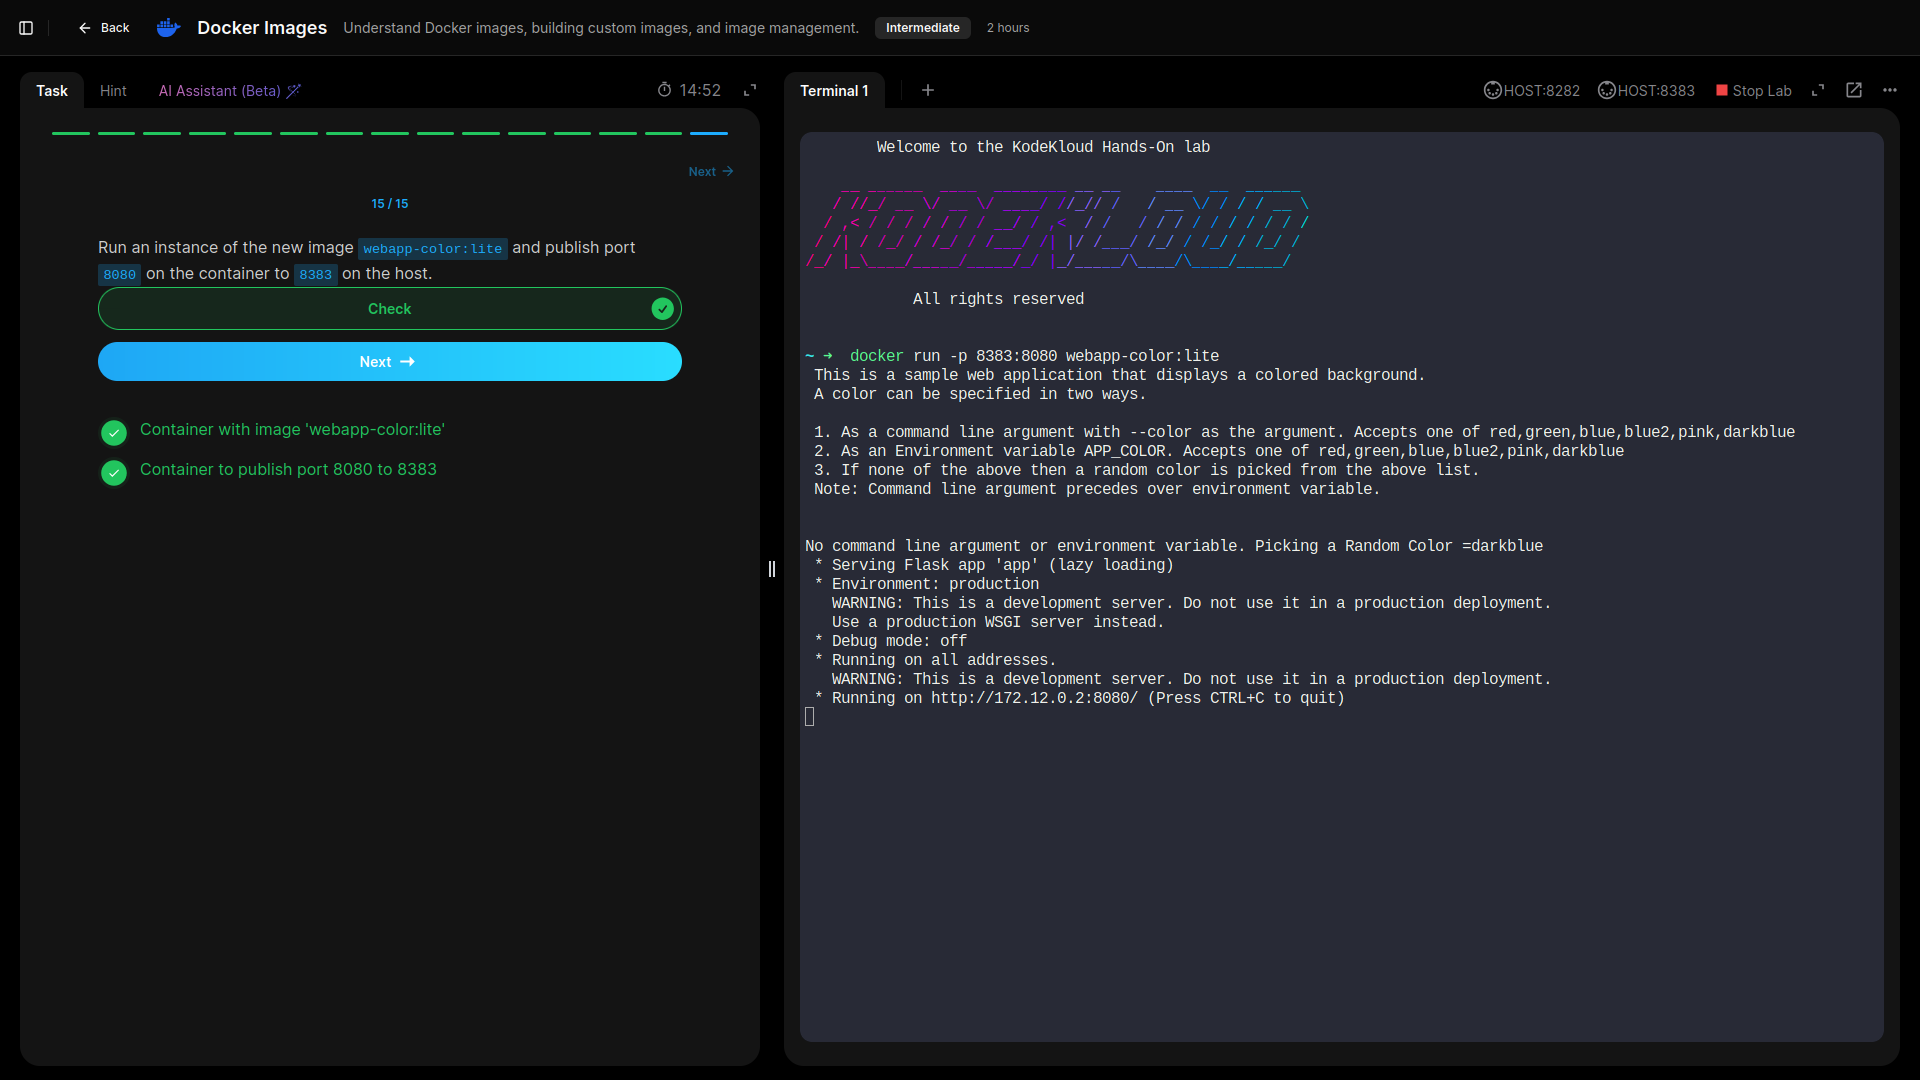 Back
Docker Images
Understand Docker images, building custom images, and image management.
Intermediate
2 hours
Task
Hint
AI Assistant (Beta)
14:52
Next
15 / 15
Run an instance of the new image webapp-color:lite and publish port
8080 on the container to 8383 on the host.
Check
Next
Container with image 'webapp-color:lite'
Container to publish port 8080 to 8383
Terminal 1
HOST:8282
HOST:8383
Stop Lab
Welcome to the KodeKloud Hands-On lab
KODEKLOUD
All rights reserved
~ ➜ docker run -p 8383:8080 webapp-color:lite
This is a sample web application that displays a colored background.
A color can be specified in two ways.
1. As a command line argument with --color as the argument. Accepts one of red,green,blue,blue2,pink,darkblue
2. As an Environment variable APP_COLOR. Accepts one of red,green,blue,blue2,pink,darkblue
3. If none of the above then a random color is picked from the above list.
Note: Command line argument precedes over environment variable.
No command line argument or environment variable. Picking a Random Color =darkblue
* Serving Flask app 'app' (lazy loading)
* Environment: production
WARNING: This is a development server. Do not use it in a production deployment.
Use a production WSGI server instead.
* Debug mode: off
* Running on all addresses.
WARNING: This is a development server. Do not use it in a production deployment.
* Running on http://172.12.0.2:8080/ (Press CTRL+C to quit)